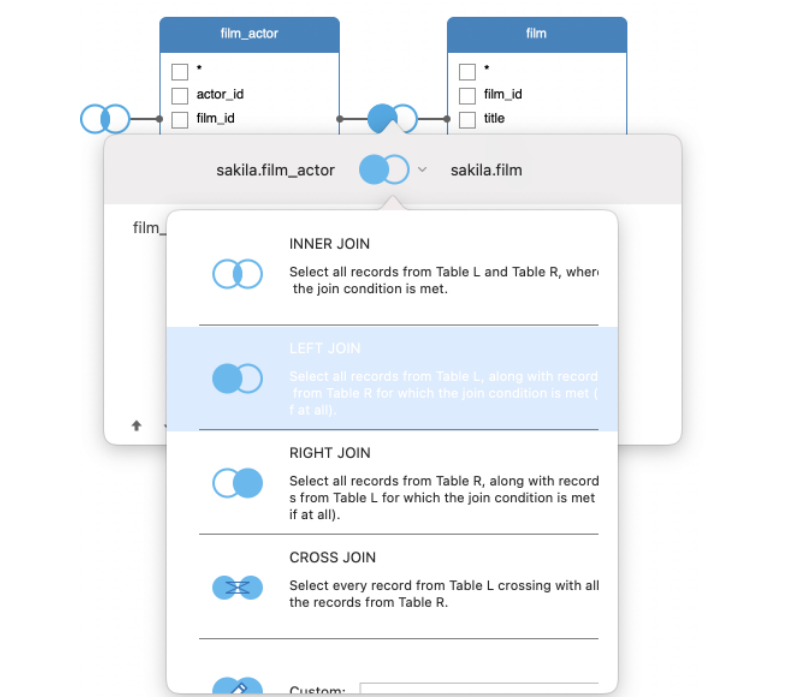 film_actor
film
*
*
actor_id
film_id
film_id
title
sakila.film_actor
sakila.film
film_
INNER JOIN
Select all records from Table L and Table R, where
the join condition is met.
LEFT JOIN
Select all records from Table L, along with record
from Table R for which the join condition is met (
f at all).
RIGHT JOIN
Select all records from Table R, along with record
s from Table L for which the join condition is met
if at all).
CROSS JOIN
Select every record from Table L crossing with all
the records from Table R.
Custom: